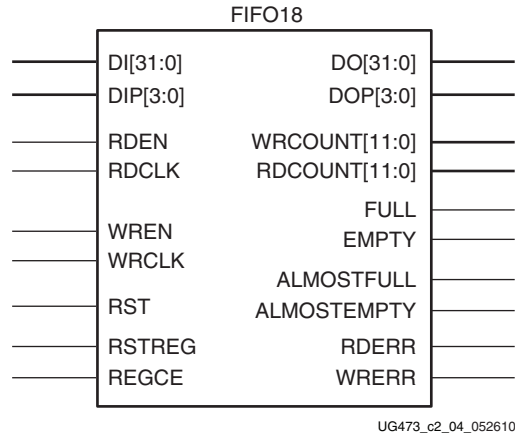 FIFO18
DI[31:0] DO[31:0]
DIP[3:0] DOP[3:0]
RDEN WRCOUNT[11:0]
RDCLK RDCOUNT[11:0]
FULL
WREN EMPTY
WRCLK
ALMOSTFULL
RST ALMOSTEMPTY
RSTREG RDERR
REGCE WRERR
UG473_c2_04_052610